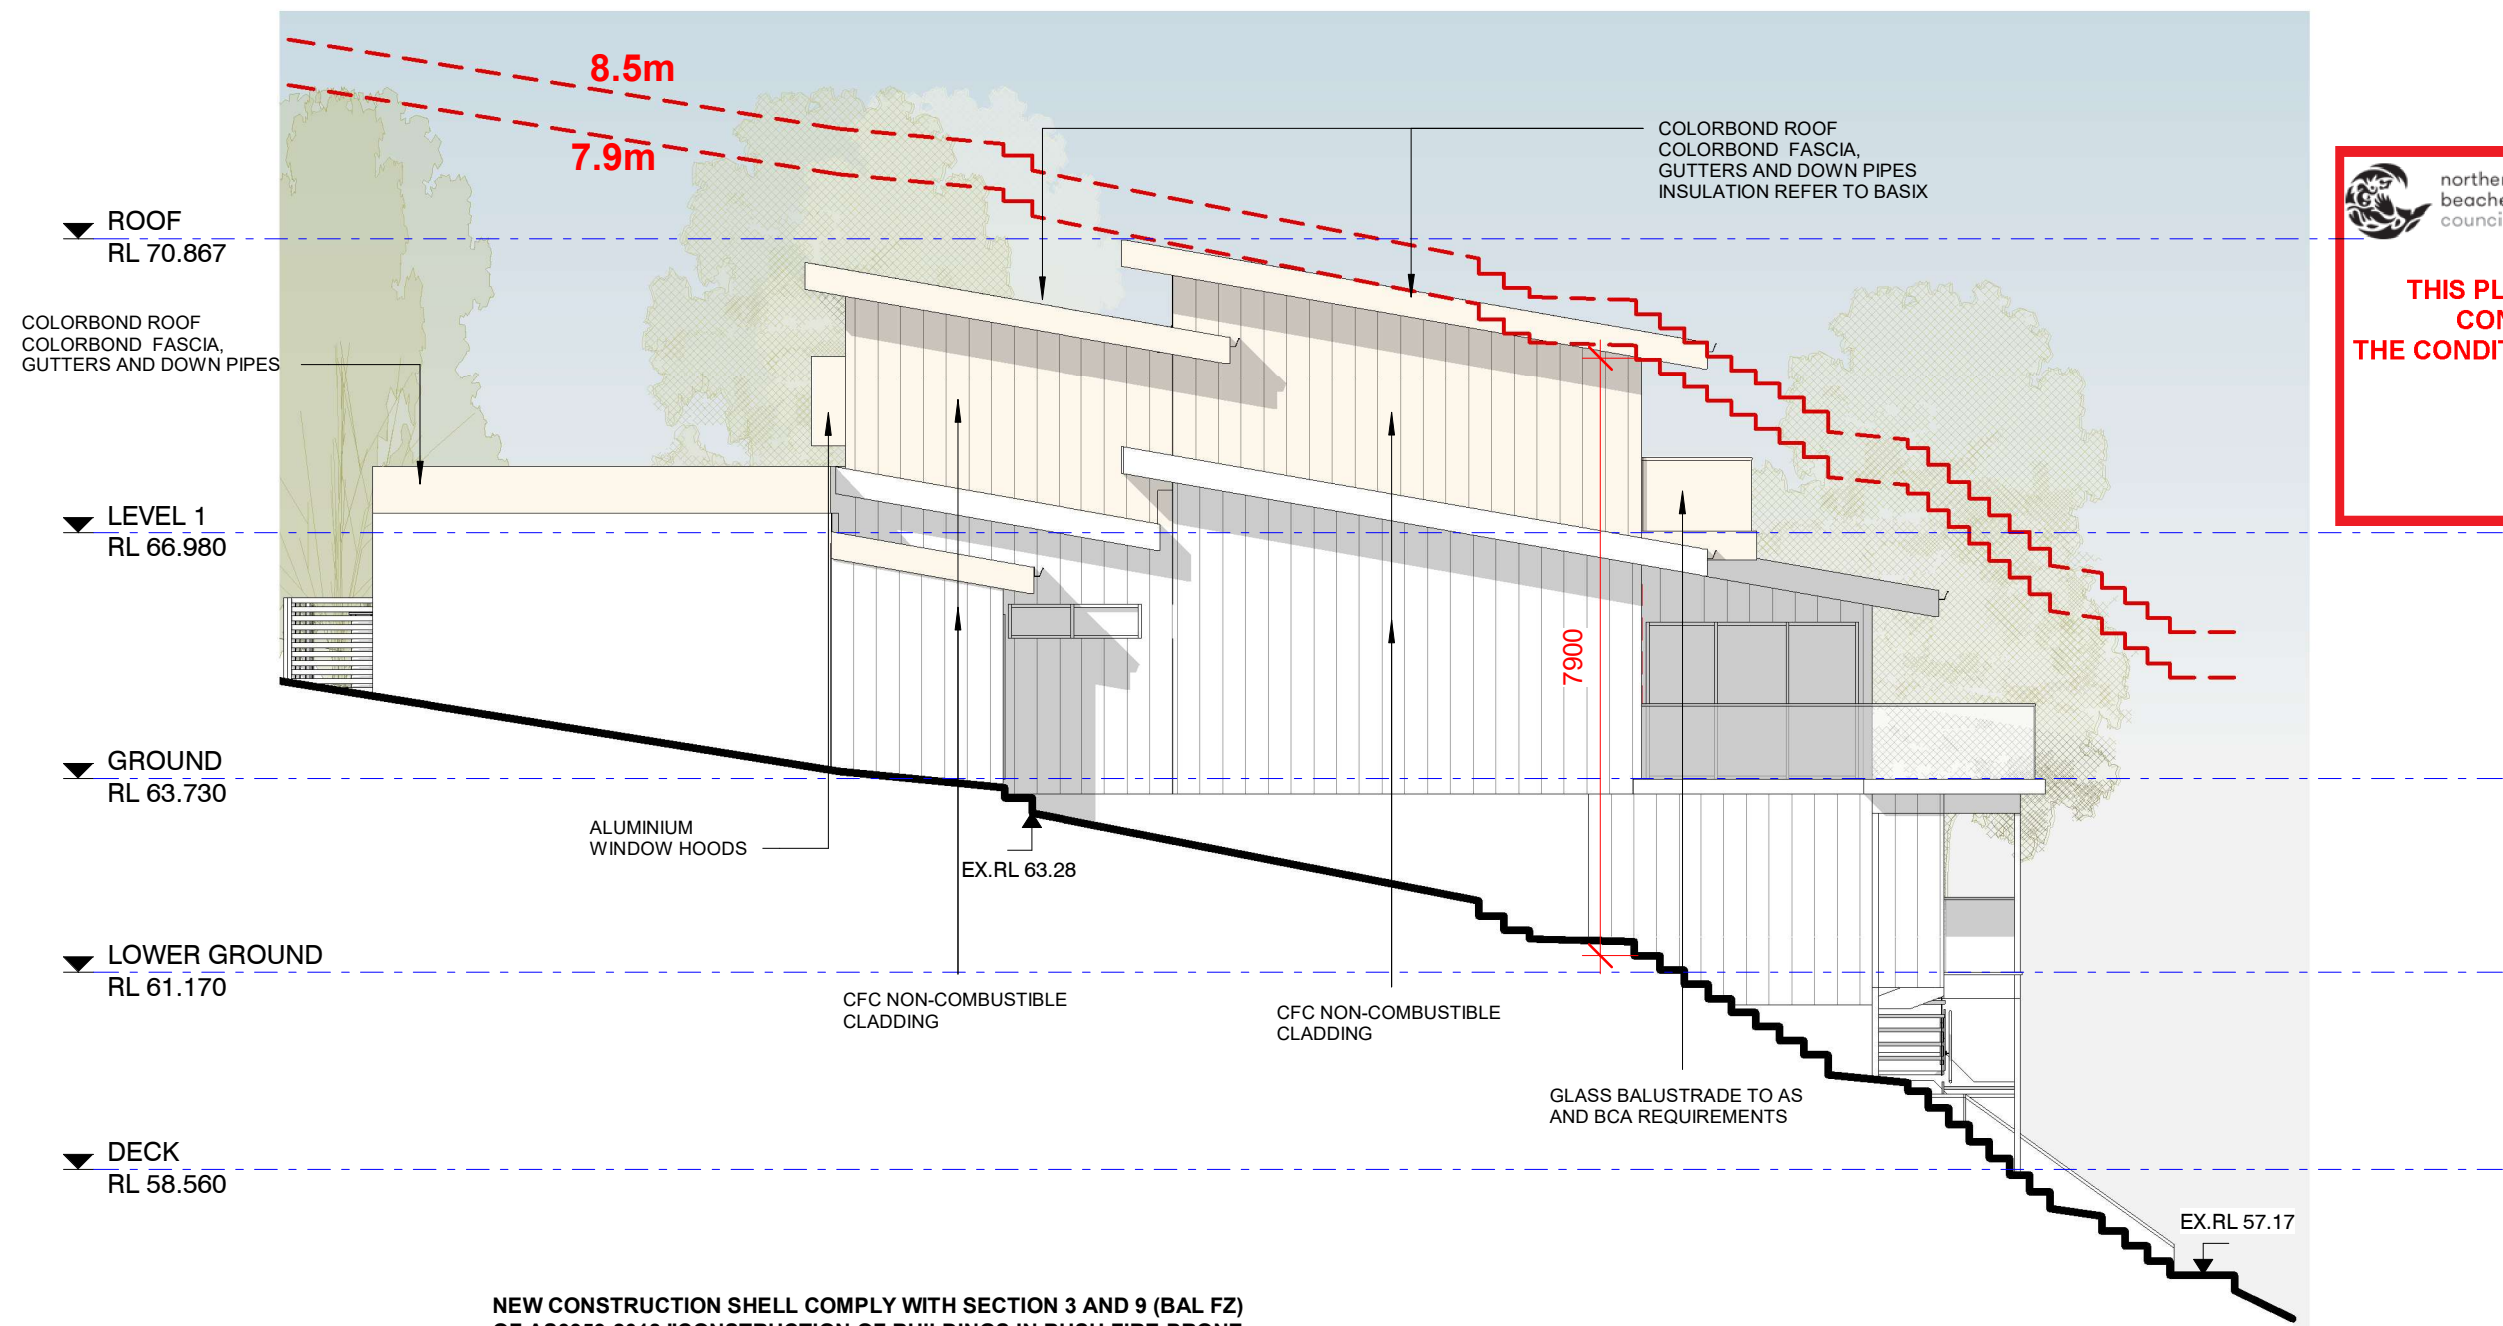 8.5m
7.9m
COLORBOND ROOF
COLORBOND FASCIA,
GUTTERS AND DOWN PIPES
INSULATION REFER TO BASIX
ROOF
RL 70.867
COLORBOND ROOF
COLORBOND FASCIA,
GUTTERS AND DOWN PIPES
LEVEL 1
RL 66.980
7900
GROUND
RL 63.730
ALUMINIUM
WINDOW HOODS
EX.RL 63.28
LOWER GROUND
RL 61.170
CFC NON-COMBUSTIBLE
CLADDING
CFC NON-COMBUSTIBLE
CLADDING
GLASS BALUSTRADE TO AS
AND BCA REQUIREMENTS
DECK
RL 58.560
EX.RL 57.17
NEW CONSTRUCTION SHELL COMPLY WITH SECTION 3 AND 9 (BAL FZ)
THIS
THE